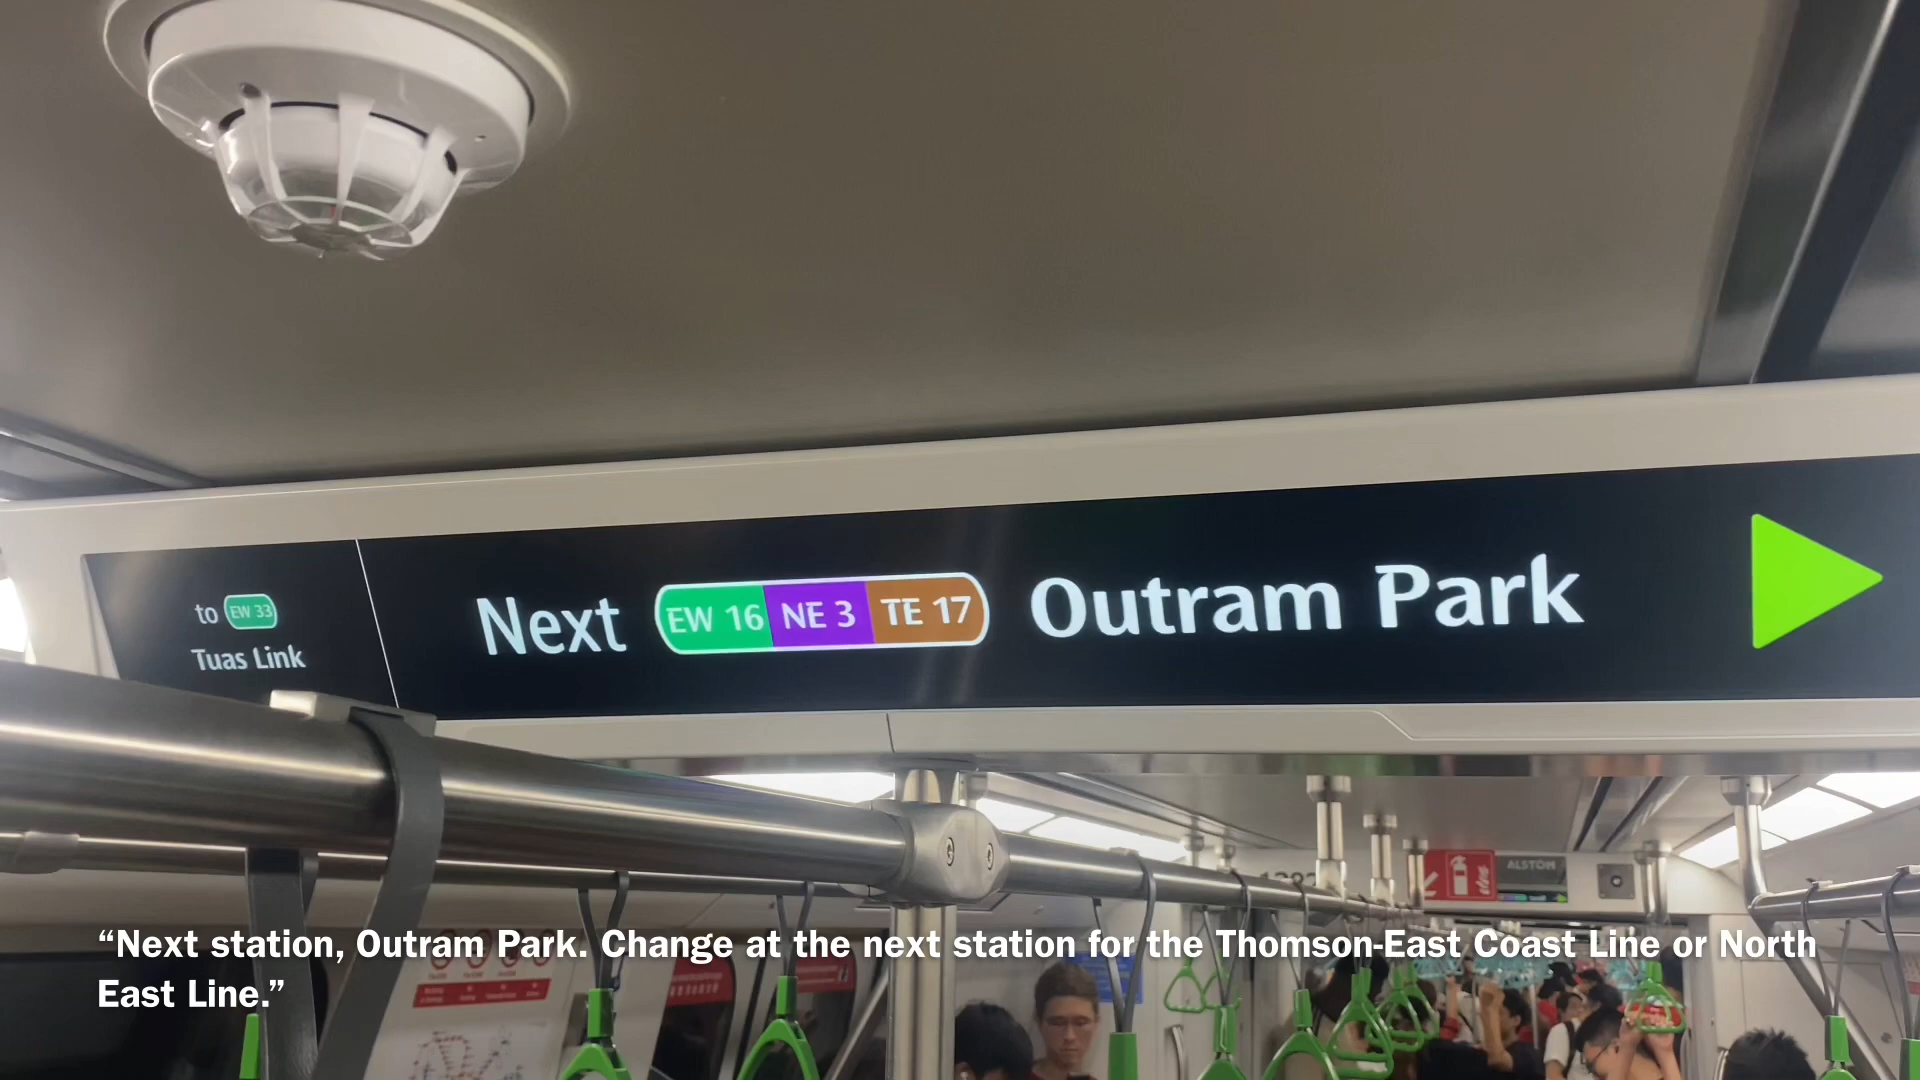 to EW 33
Tuas Link
Next EW 16 NE 3 TE 17 Outram Park
ALSTOM
“Next station, Outram Park. Change at the next station for the Thomson-East Coast Line or North
East Line.”